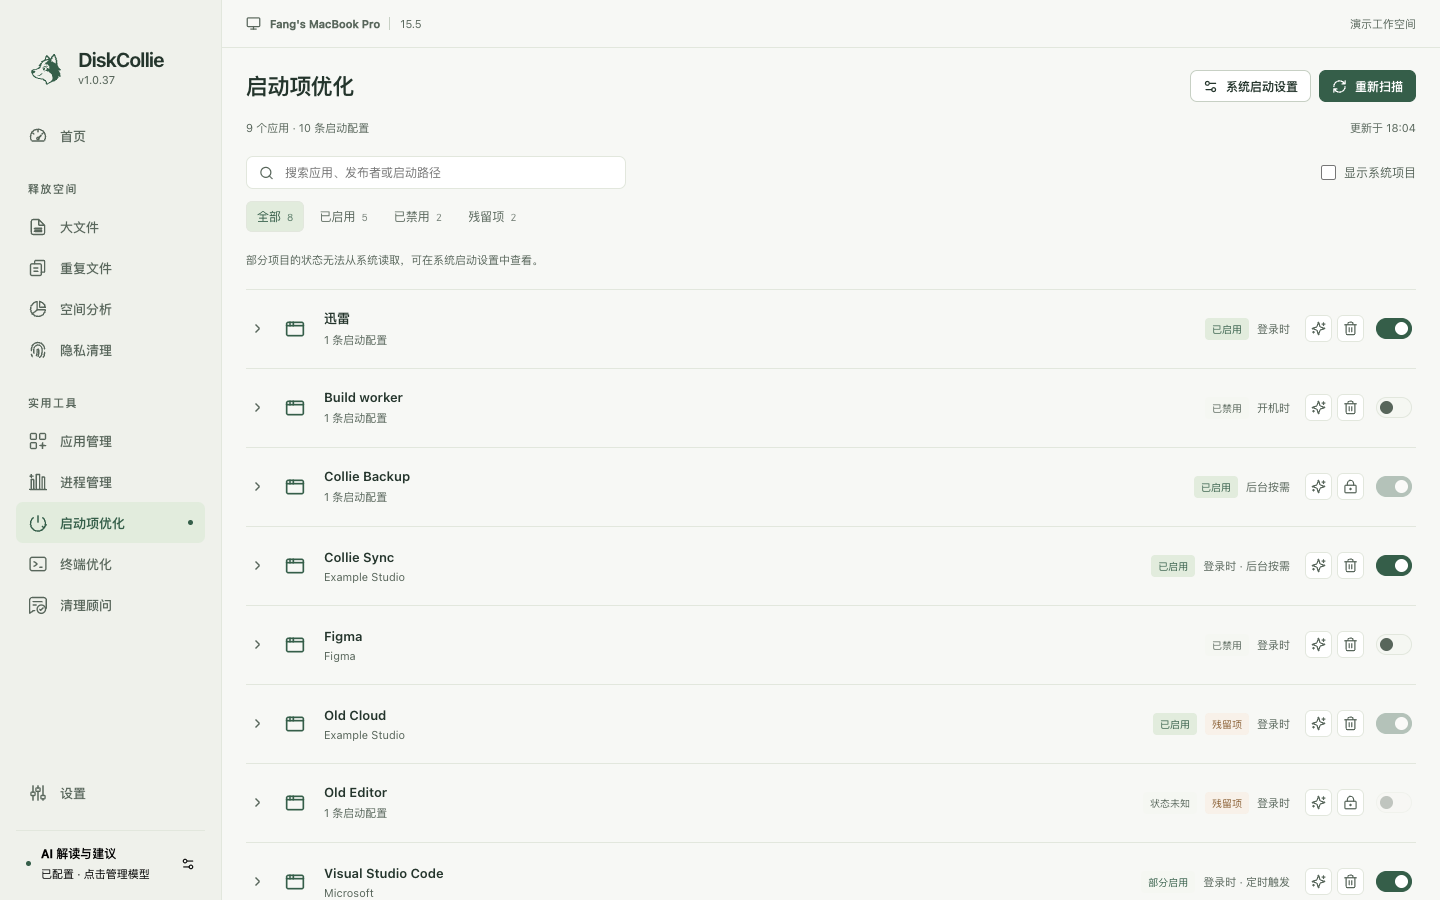 Fang's MacBook Pro
15.5
演示工作空间
DiskCollie
v1.0.37
首页
释放空间
大文件
重复文件
空间分析
隐私清理
实用工具
应用管理
进程管理
启动项优化
终端优化
清理顾问
设置
AI 解读与建议
已配置 · 点击管理模型
启动项优化
系统启动设置
重新扫描
9 个应用 · 10 条启动配置
更新于 18:04
搜索应用、发布者或启动路径
显示系统项目
全部 8
已启用 5
已禁用 2
残留项 2
部分项目的状态无法从系统读取，可在系统启动设置中查看。
迅雷
1 条启动配置
已启用 登录时
Build worker
1 条启动配置
已禁用 开机时
Collie Backup
1 条启动配置
已启用 后台按需
Collie Sync
Example Studio
已启用 登录时 · 后台按需
Figma
Figma
已禁用 登录时
Old Cloud
Example Studio
已启用 残留项 登录时
Old Editor
1 条启动配置
状态未知 残留项 登录时
Visual Studio Code
Microsoft
部分启用 登录时 · 定时触发